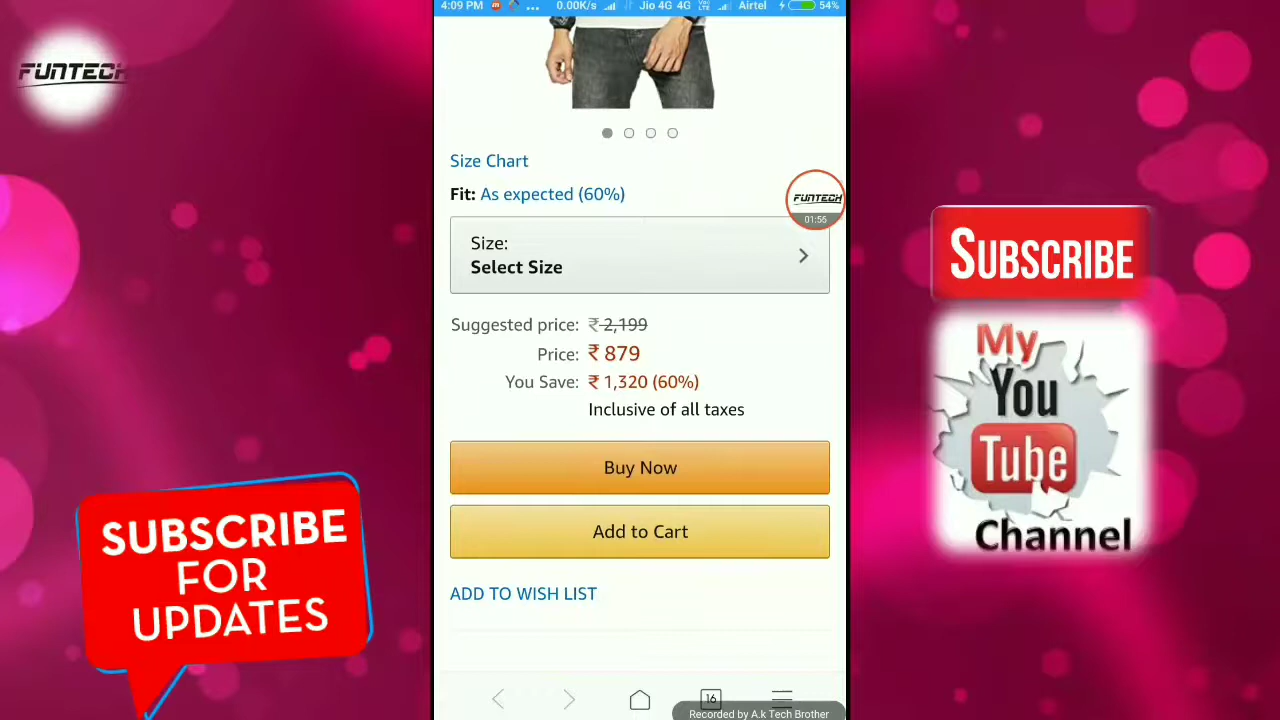 4:09 PM ... 0.00K/s Jio 4G 4G Airtel 54%
FUNTECH
Size Chart
Fit: As expected (60%)
FUNTECH
01:56
Size:
Select Size
Suggested price: ₹ 2,199
Price: ₹ 879
You Save: ₹ 1,320 (60%)
Inclusive of all taxes
Buy Now
Add to Cart
ADD TO WISH LIST
16
Recorded by A.k Tech Brother
SUBSCRIBE
FOR
UPDATES
SUBSCRIBE
My
You
Tube
Channel